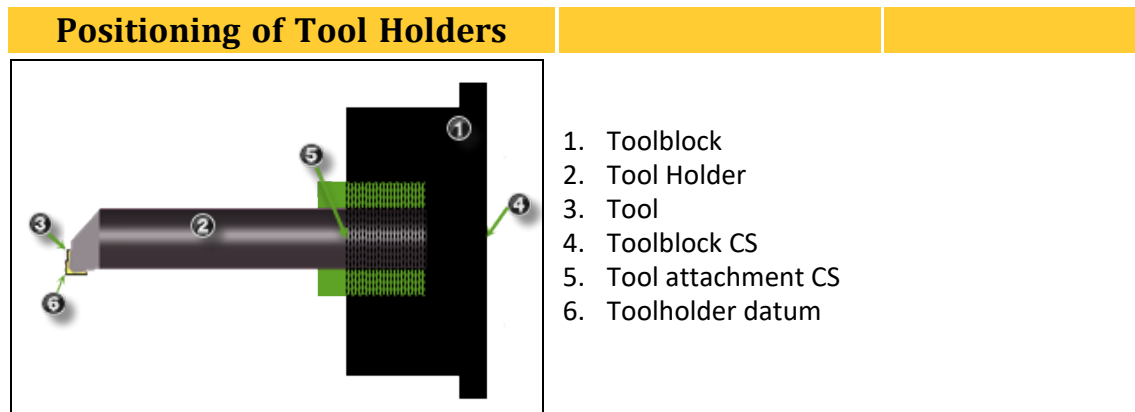 Positioning of Tool Holders
1
5
4
2
3
6
1. Toolblock
2. Tool Holder
3. Tool
4. Toolblock CS
5. Tool attachment CS
6. Toolholder datum